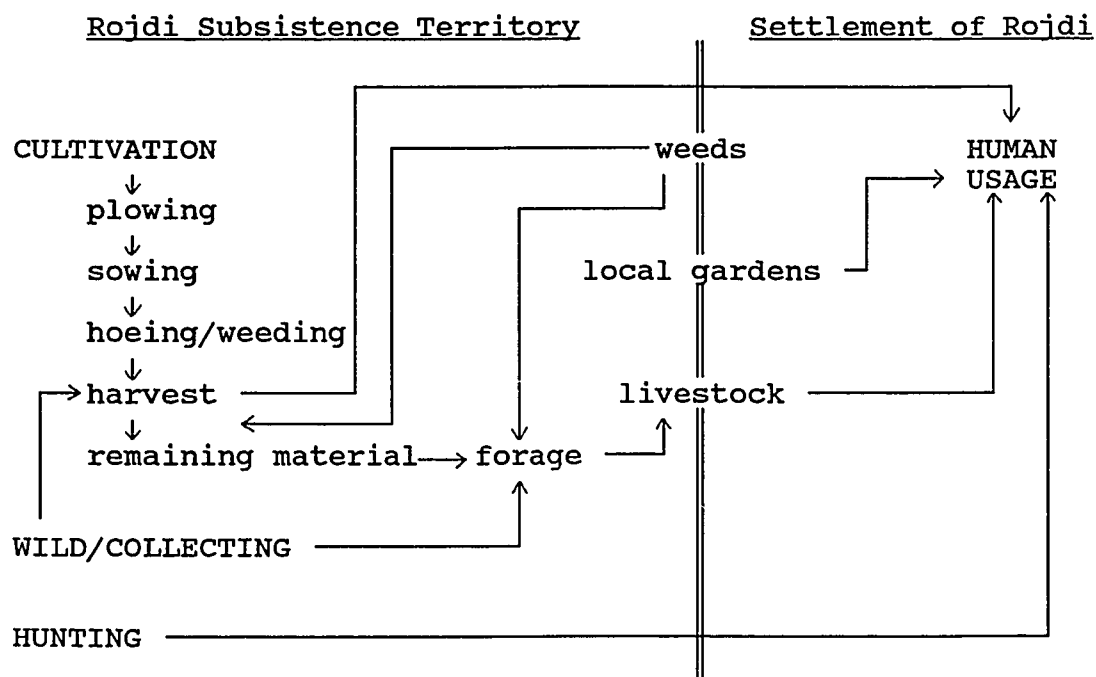 Rojdi Subsistence Territory
Settlement of Rojdi
CULTIVATION
weeds
HUMAN
USAGE
plowing
sowing
local gardens
hoeing/weeding
harvest
livestock
remaining material
forage
WILD/COLLECTING
HUNTING